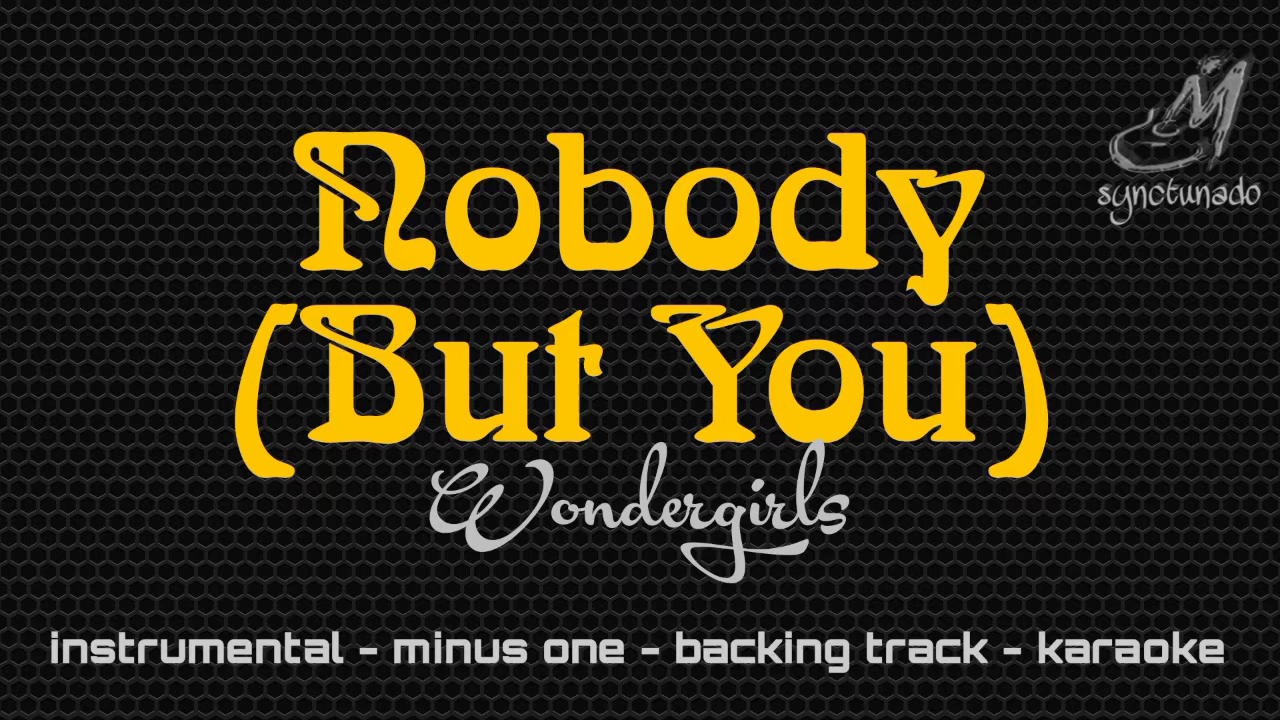 synctunado
Nobody
(But You)
Wondergirls
instrumental - minus one - backing track - karaoke